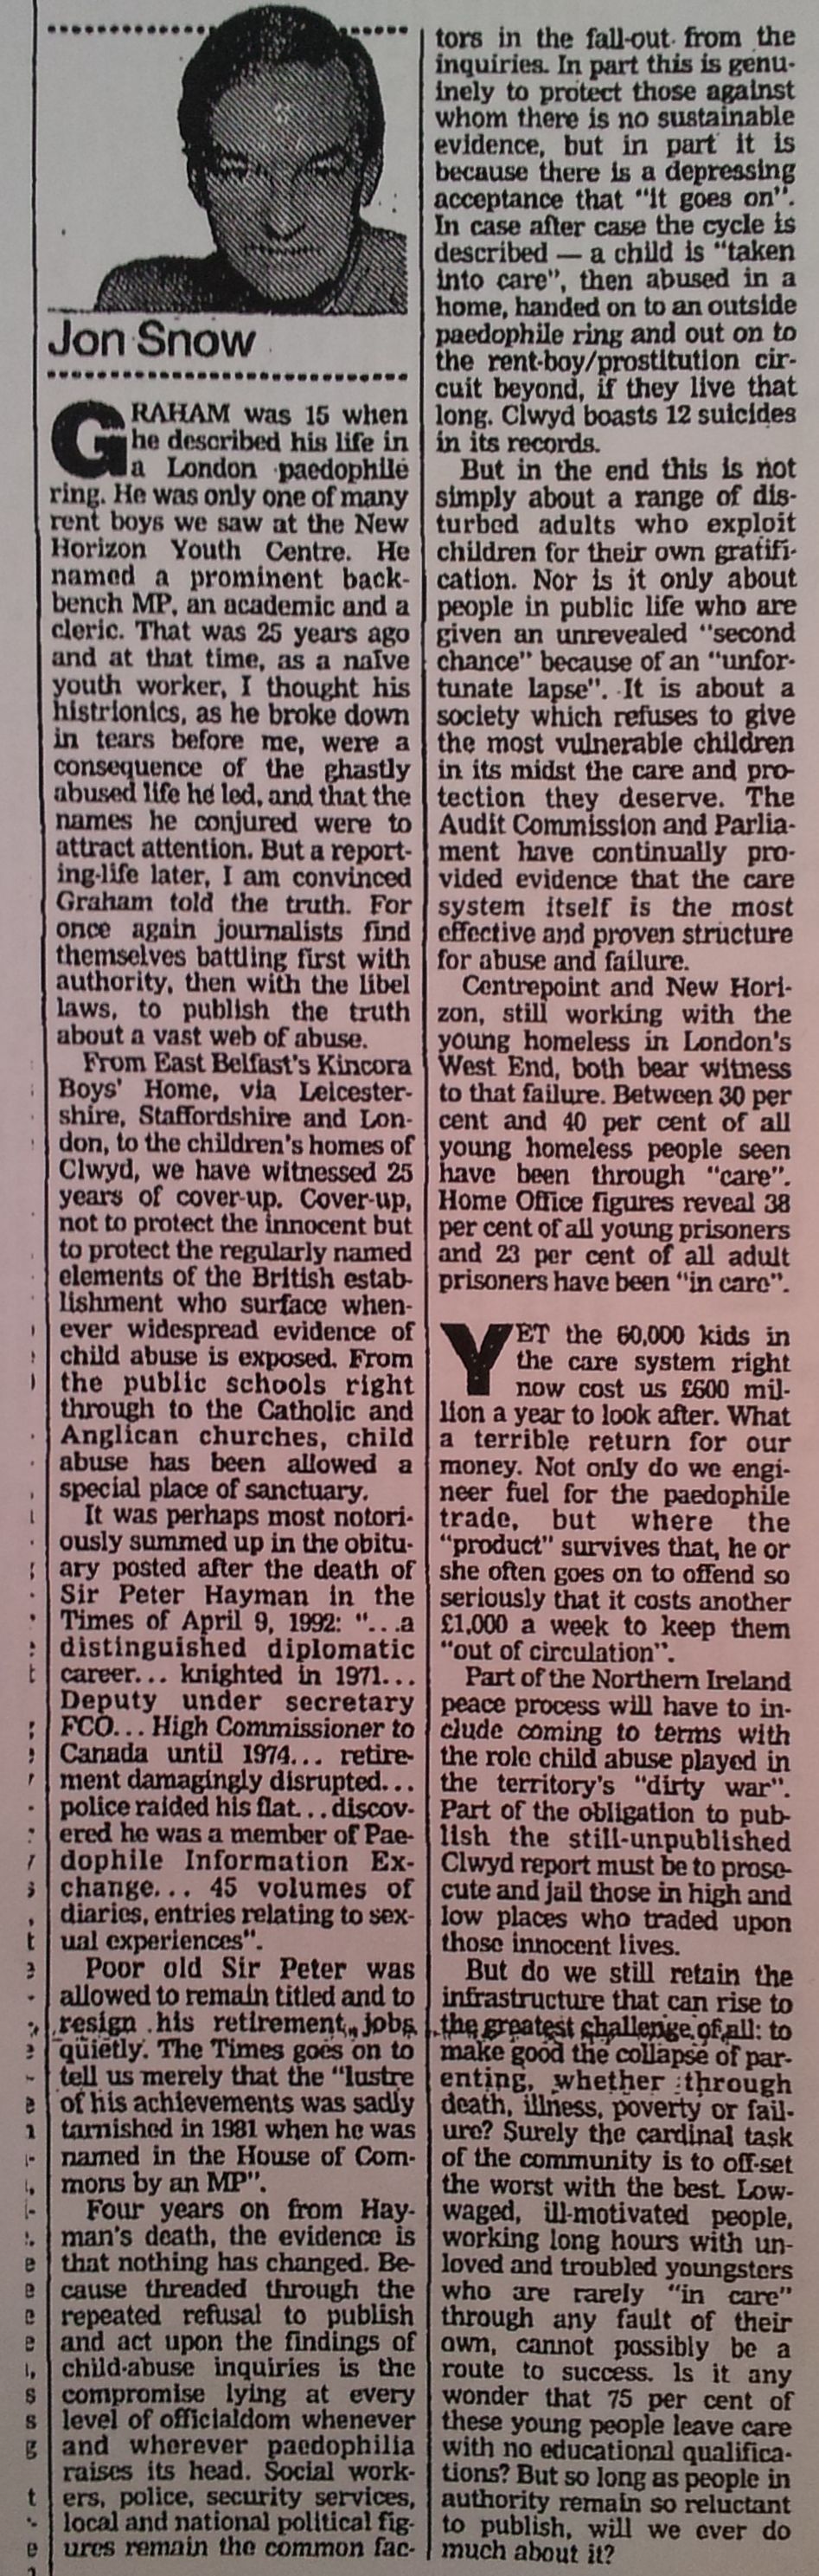 Jon Snow
GRAHAM was 15 when
he described his life in
a London paedophile
ring. He was only one of many
rent boys we saw at the New
Horizon Youth Centre. He
named a prominent back-
bench MP, an academic and a
cleric. That was 25 years ago
and at that time, as a naïve
youth worker, I thought his
histrionics, as he broke down
in tears before me, were a
consequence of the ghastly
abused life he led, and that the
names he conjured were to
attract attention. But a report-
ing-life later, I am convinced
Graham told the truth. For
once again journalists find
themselves battling first with
authority, then with the libel
laws, to publish the truth
about a vast web of abuse.
From East Belfast's Kincora
Boys' Home, via Leicester-
shire, Staffordshire and Lon-
don, to the children's homes of
Clwyd, we have witnessed 25
years of cover-up. Cover-up,
not to protect the innocent but
to protect the regularly named
elements of the British estab-
lishment who surface when-
ever widespread evidence of
child abuse is exposed. From
the public schools right
through to the Catholic and
Anglican churches, child
abuse has been allowed a
special place of sanctuary.
It was perhaps most notori-
ously summed up in the obitu-
ary posted after the death of
Sir Peter Hayman in the
Times of April 9, 1992: "...a
distinguished diplomatic
career... knighted in 1971...
Deputy under secretary
FCO... High Commissioner to
Canada until 1974... retire-
ment damagingly disrupted...
police raided his flat... discov-
ered he was a member of Pae-
dophile Information Ex-
change... 45 volumes of
diaries, entries relating to sex-
ual experiences".
Poor old Sir Peter was
allowed to remain titled and to
resign his retirement jobs
quietly. The Times goes on to
tell us merely that the "lustre
of his achievements was sadly
tarnished in 1981 when he was
named in the House of Com-
mons by an MP".
Four years on from Hay-
man's death, the evidence is
that nothing has changed. Be-
cause threaded through the
repeated refusal to publish
and act upon the findings of
child-abuse inquiries is the
compromise lying at every
level of officialdom whenever
and wherever paedophilia
raises its head. Social work-
ers, police, security services,
local and national political fig-
ures remain the common fac-
tors in the fall-out from the
inquiries. In part this is genu-
inely to protect those against
whom there is no sustainable
evidence, but in part it is
because there is a depressing
acceptance that "it goes on".
In case after case the cycle is
described — a child is "taken
into care", then abused in a
home, handed on to an outside
paedophile ring and out on to
the rent-boy/prostitution cir-
cuit beyond, if they live that
long. Clwyd boasts 12 suicides
in its records.
But in the end this is not
simply about a range of dis-
turbed adults who exploit
children for their own gratifi-
cation. Nor is it only about
people in public life who are
given an unrevealed "second
chance" because of an "unfor-
tunate lapse". It is about a
society which refuses to give
the most vulnerable children
in its midst the care and pro-
tection they deserve. The
Audit Commission and Parlia-
ment have continually pro-
vided evidence that the care
system itself is the most
effective and proven structure
for abuse and failure.
Centrepoint and New Hori-
zon, still working with the
young homeless in London's
West End, both bear witness
to that failure. Between 30 per
cent and 40 per cent of all
young homeless people seen
have been through "care".
Home Office figures reveal 38
per cent of all young prisoners
and 23 per cent of all adult
prisoners have been "in care".
YET the 60,000 kids in
the care system right
now cost us £600 mil-
lion a year to look after. What
a terrible return for our
money. Not only do we engi-
neer fuel for the paedophile
trade, but where the
"product" survives that, he or
she often goes on to offend so
seriously that it costs another
£1,000 a week to keep them
"out of circulation".
Part of the Northern Ireland
peace process will have to in-
clude coming to terms with
the role child abuse played in
the territory's "dirty war".
Part of the obligation to pub-
lish the still-unpublished
Clwyd report must be to prose-
cute and jail those in high and
low places who traded upon
those innocent lives.
But do we still retain the
infrastructure that can rise to
the greatest challenge of all: to
make good the collapse of par-
enting, whether through
death, illness, poverty or fail-
ure? Surely the cardinal task
of the community is to off-set
the worst with the best. Low-
waged, ill-motivated people,
working long hours with un-
loved and troubled youngsters
who are rarely "in care"
through any fault of their
own, cannot possibly be a
route to success. Is it any
wonder that 75 per cent of
these young people leave care
with no educational qualifica-
tions? But so long as people in
authority remain so reluctant
to publish, will we ever do
much about it?